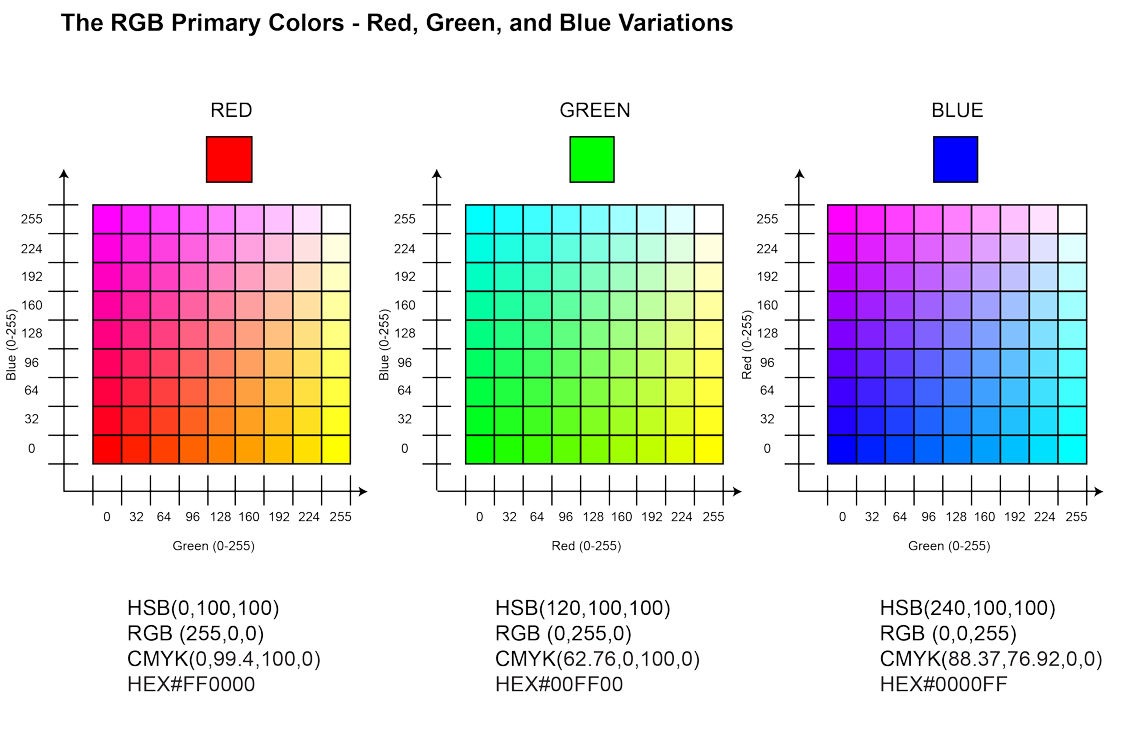 The RGB Primary Colors - Red, Green, and Blue Variations
RED
255
224
192
160
128
96
64
32
0
Blue (0-255)
0 32 64 96 128 160 192 224 255
Green (0-255)
HSB(0,100,100)
RGB (255,0,0)
CMYK(0,99.4,100,0)
HEX#FF0000
GREEN
255
224
192
160
128
96
64
32
0
Blue (0-255)
0 32 64 96 128 160 192 224 255
Red (0-255)
HSB(120,100,100)
RGB (0,255,0)
CMYK(62.76,0,100,0)
HEX#00FF00
BLUE
255
224
192
160
128
96
64
32
0
Red (0-255)
0 32 64 96 128 160 192 224 255
Green (0-255)
HSB(240,100,100)
RGB (0,0,255)
CMYK(88.37,76.92,0,0)
HEX#0000FF